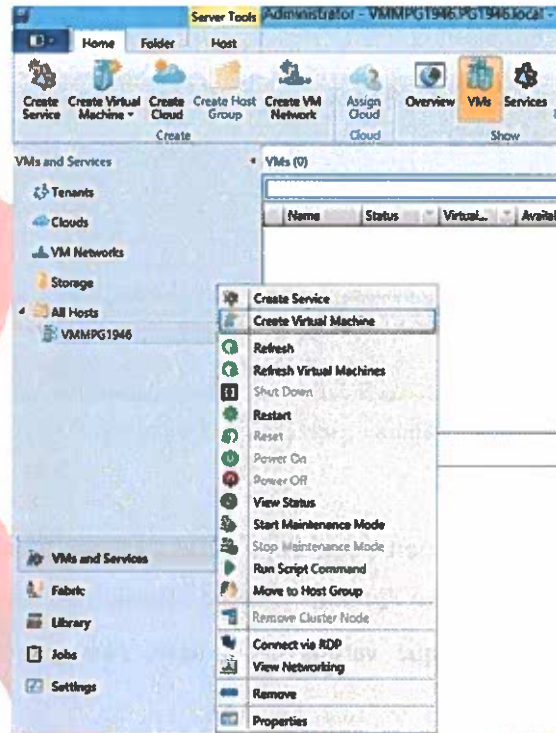 Server Tools Administrator - VMMPG1946.PG1946.local -
Home Folder Host
Create Service Create Virtual Machine Create Cloud Create Host Group Create VM Network Assign Cloud Overview VMs Services
Create Cloud Show
VMs and Services
Tenants
Clouds
VM Networks
Storage
All Hosts
VMMPG1946
VMs (0)
Name Status Virtual... Availa
Create Service
Create Virtual Machine
Refresh
Refresh Virtual Machines
Shut Down
Restart
Reset
Power On
Power Off
View Status
Start Maintenance Mode
Stop Maintenance Mode
Run Script Command
Move to Host Group
Remove Cluster Node
Connect via RDP
View Networking
Remove
Properties
VMs and Services
Fabric
Library
Jobs
Settings